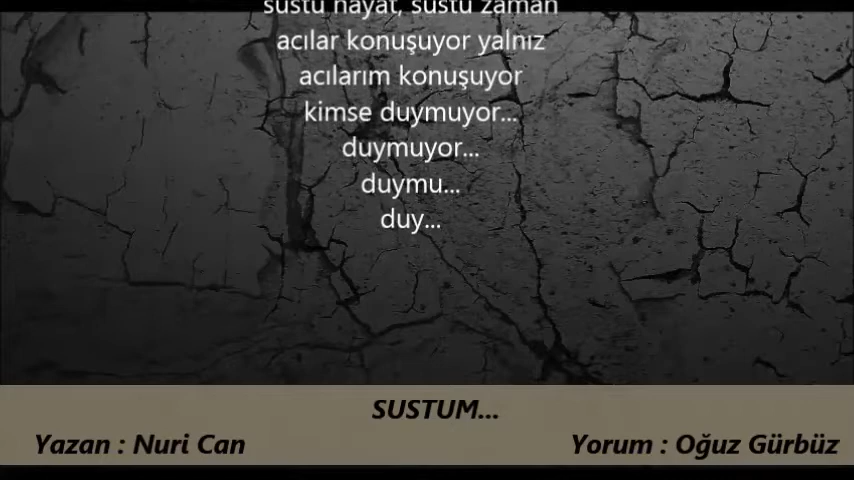 sustu hayat, sustu zaman
acılar konuşuyor yalnız
acılarım konuşuyor
kimse duymuyor...
duymuyor...
duymu...
duy...
SUSTUM...
Yazan : Nuri Can
Yorum : Oğuz Gürbüz